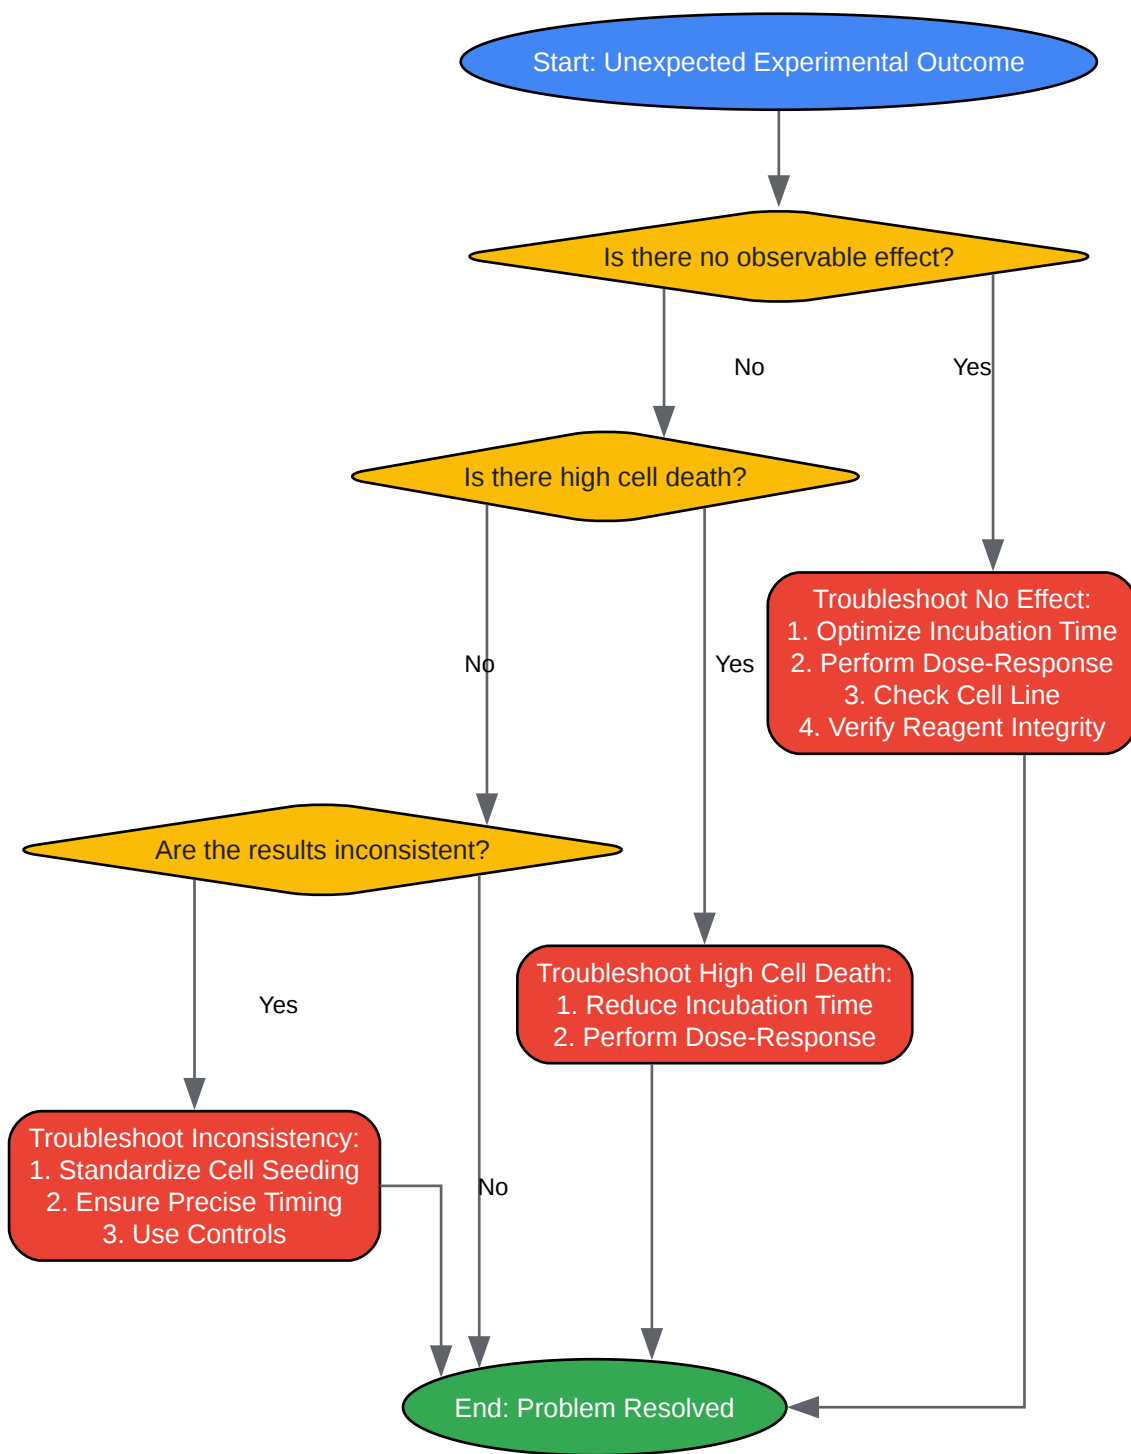 Start: Unexpected Experimental Outcome
Is there no observable effect?
No
Yes
Is there high cell death?
Troubleshoot No Effect:
1. Optimize Incubation Time
2. Perform Dose-Response
3. Check Cell Line
4. Verify Reagent Integrity
No
Yes
Are the results inconsistent?
Troubleshoot High Cell Death:
1. Reduce Incubation Time
2. Perform Dose-Response
Yes
Troubleshoot Inconsistency:
1. Standardize Cell Seeding
2. Ensure Precise Timing
3. Use Controls
No
End: Problem Resolved